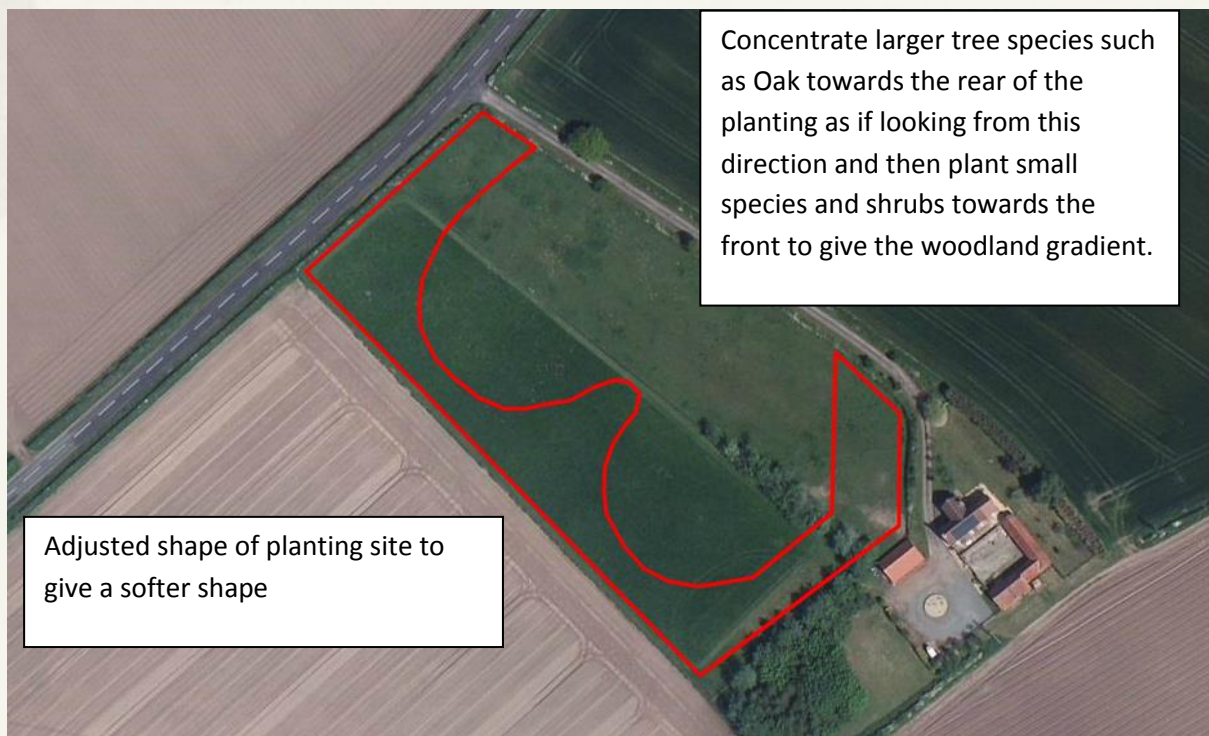 Concentrate larger tree species such
as Oak towards the rear of the
planting as if looking from this
direction and then plant small
species and shrubs towards the
front to give the woodland gradient.
Adjusted shape of planting site to
give a softer shape